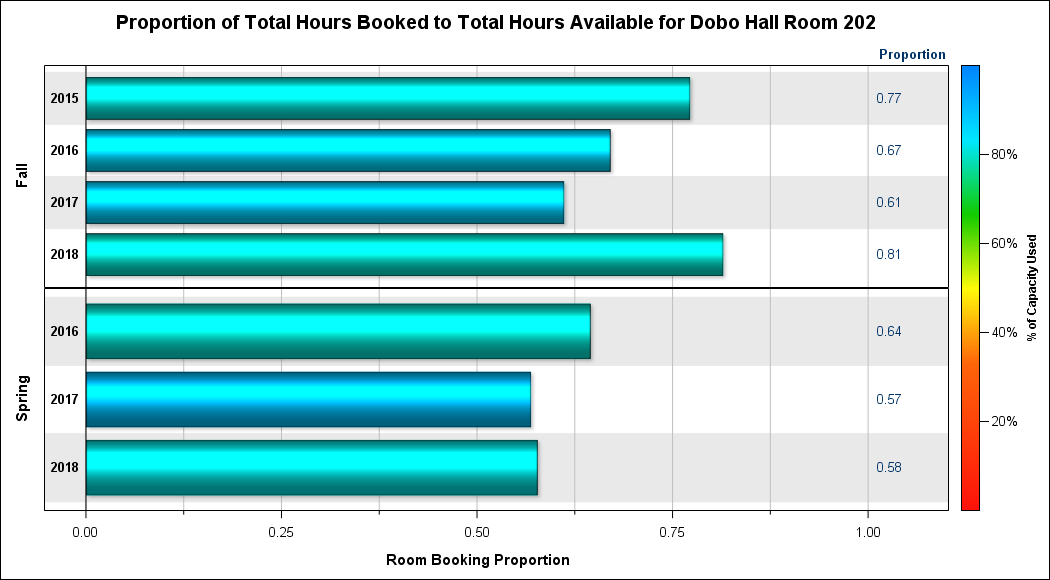 Proportion of Total Hours Booked to Total Hours Available for Dobo Hall Room 202
Proportion
Fall
2015 0.77
2016 0.67
2017 0.61
2018 0.81
Spring
2016 0.64
2017 0.57
2018 0.58
0.00 0.25 0.50 0.75 1.00
Room Booking Proportion
80%
60%
40%
20%
% of Capacity Used